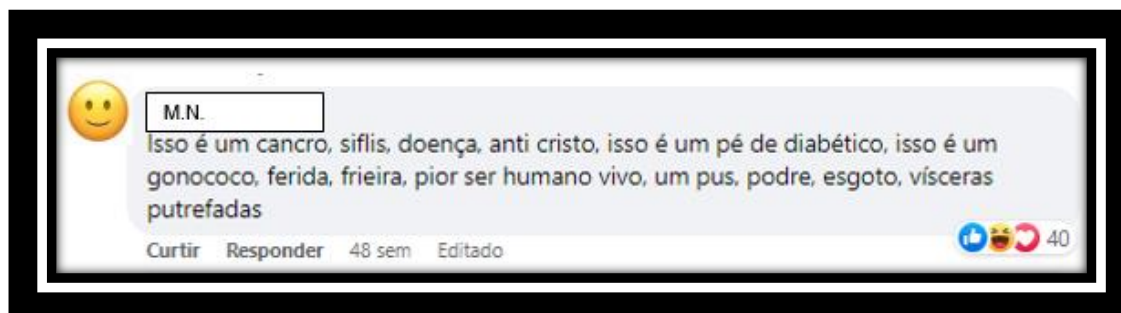 M.N.
Isso é um cancro, siflis, doença, anti cristo, isso é um pé de diabético, isso é um
gonococo, ferida, frieira, pior ser humano vivo, um pus, podre, esgoto, vísceras
putrefadas
Curtir Responder 48 sem Editado 40